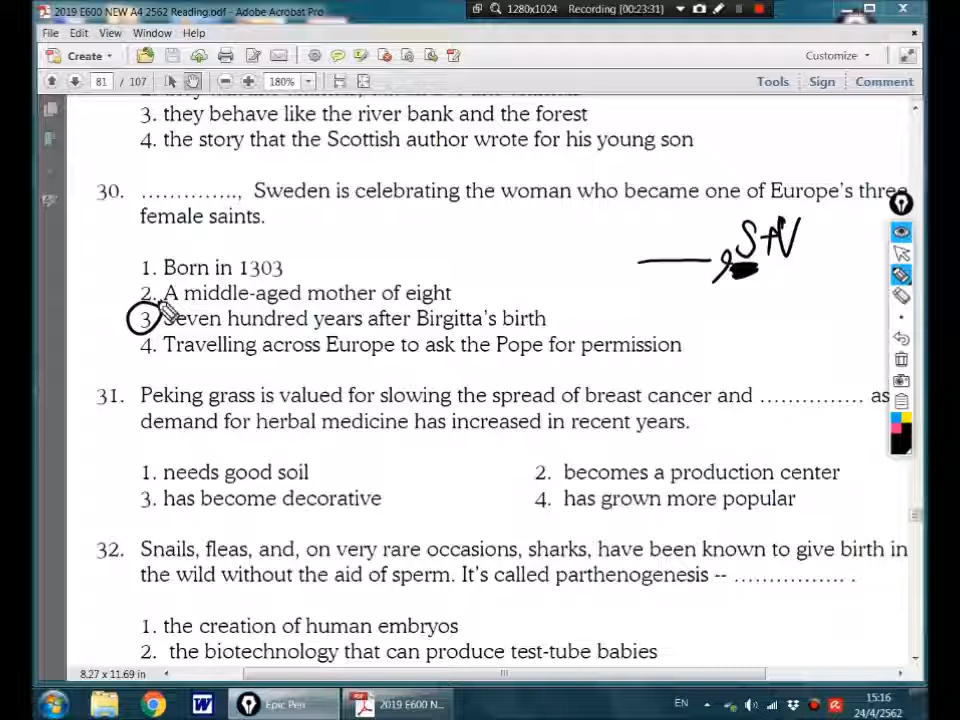 2019 E600 NEW A4 2562 Reading.pdf - Adobe Acrobat Pro
1280x1024 Recording [00:23:31]
File Edit View Window Help
Create Customize
81 / 107 180% Tools Sign Comment
3. they behave like the river bank and the forest
4. the story that the Scottish author wrote for his young son
30. ………….., Sweden is celebrating the woman who became one of Europe's three
female saints.
S+V
1. Born in 1303
2. A middle-aged mother of eight
3. Seven hundred years after Birgitta's birth
4. Travelling across Europe to ask the Pope for permission
31. Peking grass is valued for slowing the spread of breast cancer and …………… as
demand for herbal medicine has increased in recent years.
1. needs good soil 2. becomes a production center
3. has become decorative 4. has grown more popular
32. Snails, fleas, and, on very rare occasions, sharks, have been known to give birth in
the wild without the aid of sperm. It's called parthenogenesis -- ……………. .
1. the creation of human embryos
2. the biotechnology that can produce test-tube babies
8.27 x 11.69 in
Epic Pen 2019 E600 N... EN 15:16
24/4/2562